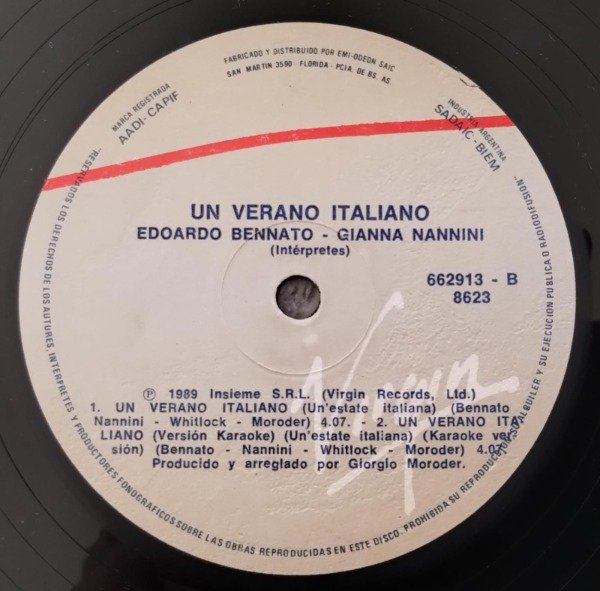 FABRICADO Y DISTRIBUIDO POR EMI-ODEON SAIC
SAN MARTIN 3590 - FLORIDA - PCIA. DE BS. AS.
MARCA REGISTRADA
AADI-CAPIF
INDUSTRIA ARGENTINA
SADAIC-BIEM
UN VERANO ITALIANO
EDOARDO BENNATO - GIANNA NANNINI
(Intérpretes)
662913 - B
8623
Ⓟ 1989 Insieme S.R.L. (Virgin Records, Ltd.)
1. UN VERANO ITALIANO (Un'estate italiana) (Bennato
Nannini - Whitlock - Moroder) 4.07. - 2. UN VERANO ITA
LIANO (Versión Karaoke) (Un'estate italiana) (Karaoke ver
sión) (Bennato - Nannini - Whitlock - Moroder) 4.07
Producido y arreglado por Giorgio Moroder.
Virgin
"RESERVADOS LOS DERECHOS DE LOS AUTORES, INTERPRETES Y PRODUCTORES FONOGRAFICOS SOBRE LAS OBRAS REPRODUCIDAS EN ESTE DISCO. PROHIBIDA SU REPRODUCCION, SU ALQUILER Y SU EJECUCION PUBLICA O RADIODIFUSION"